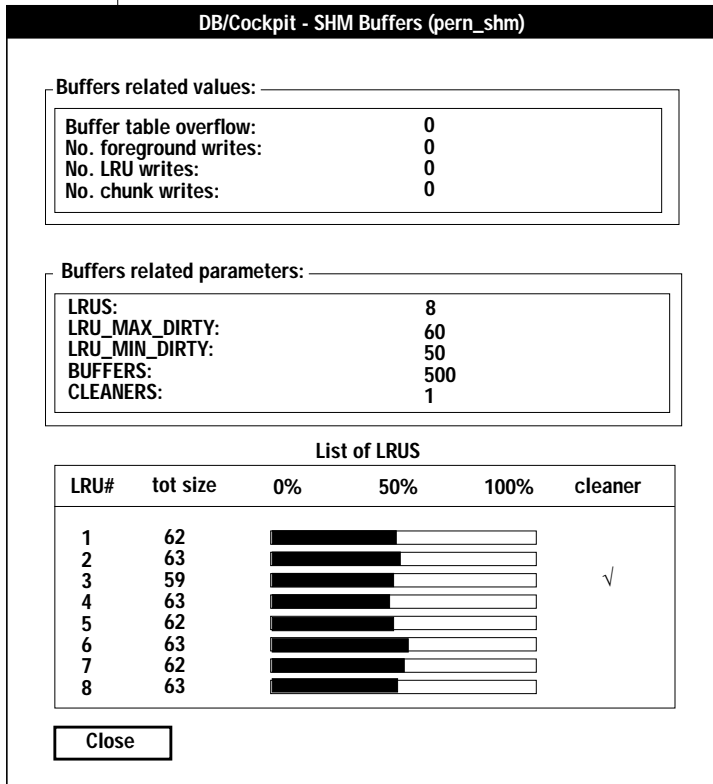 DB/Cockpit - SHM Buffers (pern_shm)
Buffers related values:
Buffer table overflow: 0
No. foreground writes: 0
No. LRU writes: 0
No. chunk writes: 0
Buffers related parameters:
LRUS: 8
LRU_MAX_DIRTY: 60
LRU_MIN_DIRTY: 50
BUFFERS: 500
CLEANERS: 1
List of LRUS
LRU# tot size 0% 50% 100% cleaner
1 62
2 63
3 59 √
4 63
5 62
6 63
7 62
8 63
Close